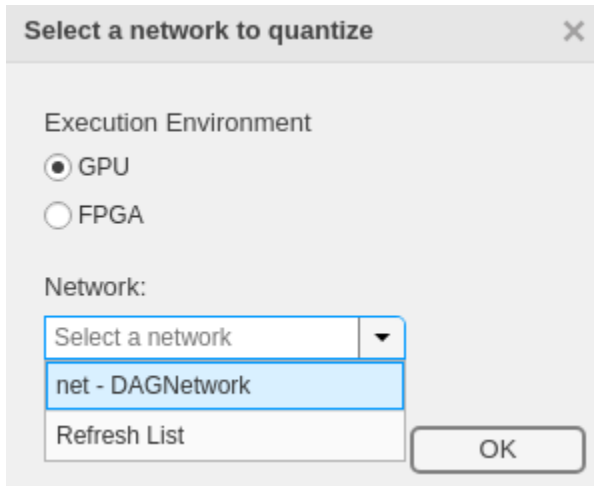 Select a network to quantize
Execution Environment
GPU
FPGA
Network:
Select a network
net - DAGNetwork
Refresh List
OK